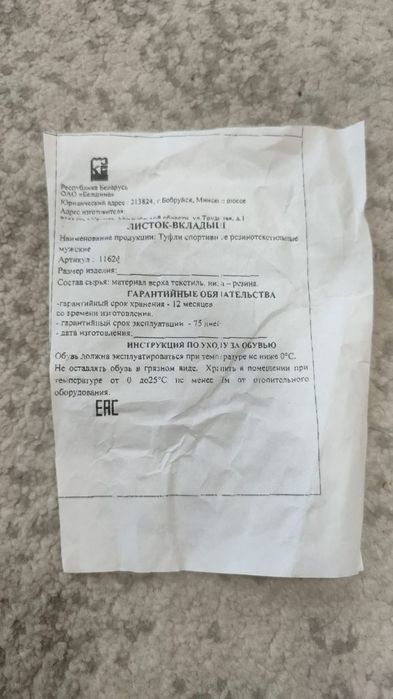 Республика Беларусь
ОАО «Белшина»
Юридический адрес: 213824, г.Бобруйск, Минское шоссе
Адрес изготовителя:
области, ул. д.1
ЛИСТОК-ВКЛАДЫШ
Наименование продукции: Туфли спортивные резинотекстильные
мужские
Артикул :
Размер изделия:
Состав сырья: материал верха текстиль, низа – резина.
ГАРАНТИЙНЫЕ ОБЯЗАТЕЛЬСТВА
-гарантийный срок хранения - 12 месяцев
со времени изготовления.
- гарантийный срок эксплуатации - 75 дней
- дата изготовления:
ИНСТРУКЦИЯ ПО УХОДУ ЗА ОБУВЬЮ
Обувь должна эксплуатироваться при температуре не ниже 0°С.
Не оставлять обувь в грязном виде. Хранить в помещении при
температуре от 0 до25°С не менее 1м от отопительного
оборудования.
ЕАС